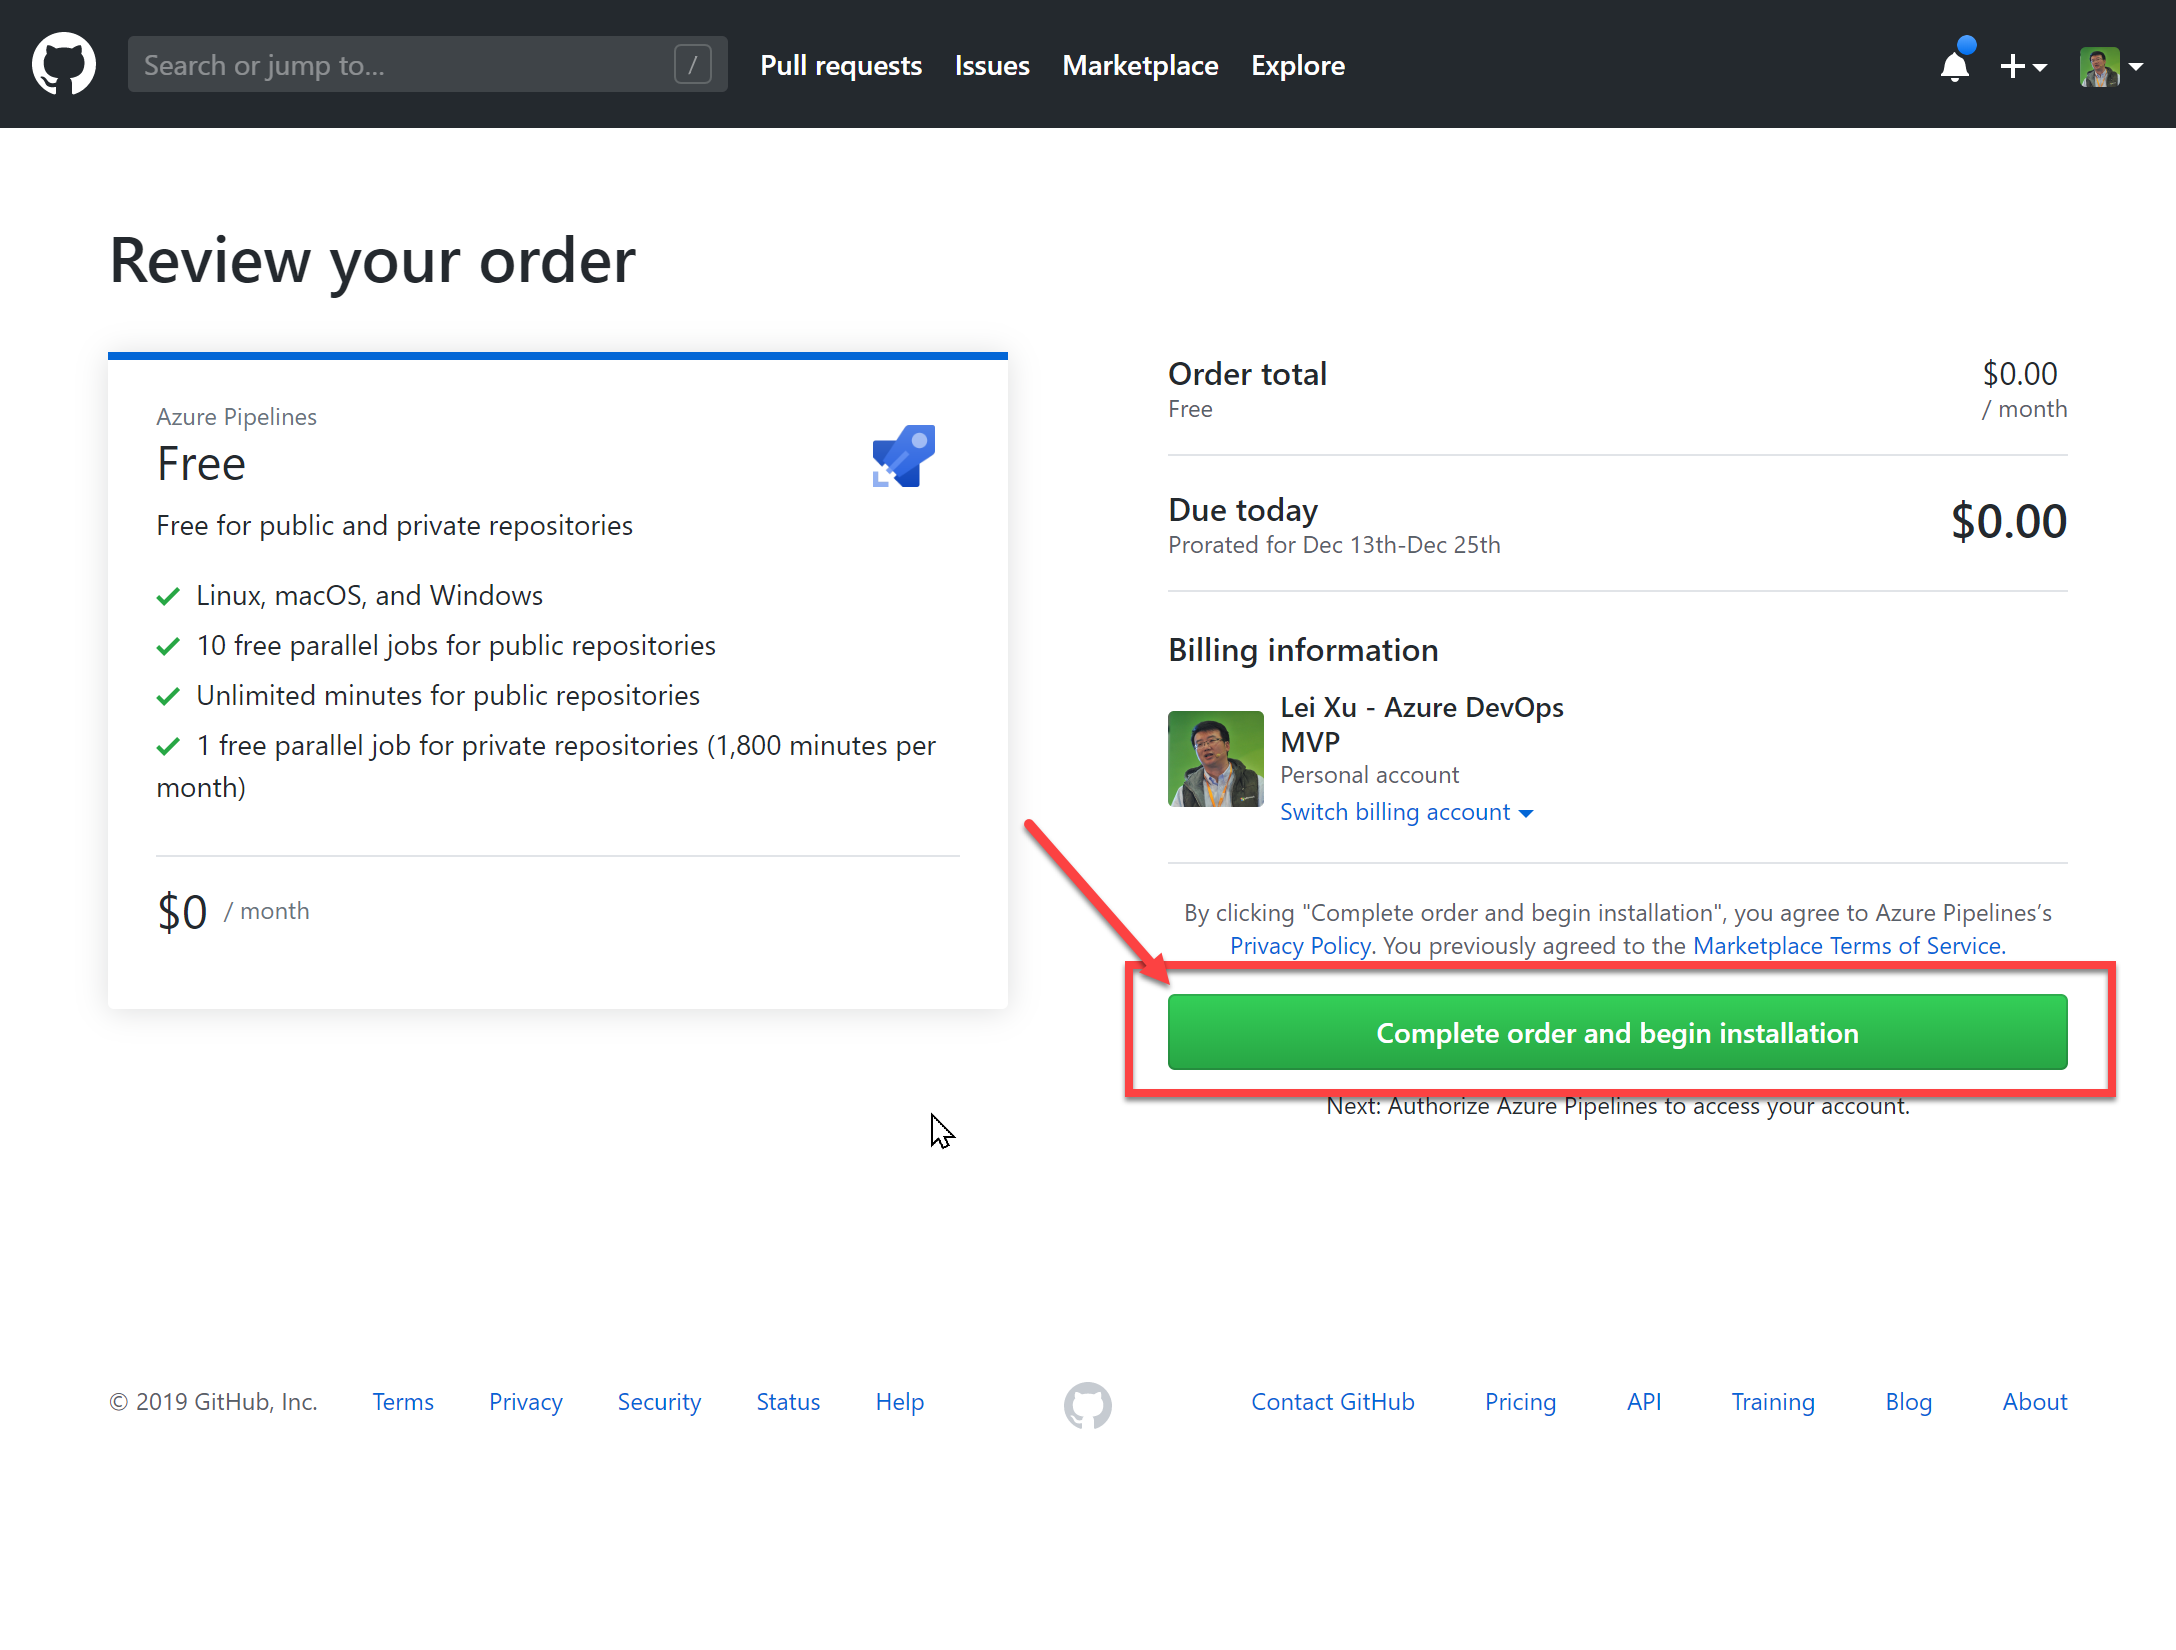 Search or jump to...
/
Pull requests
Issues
Marketplace
Explore
Review your order
Azure Pipelines
Free
Free for public and private repositories
Linux, macOS, and Windows
10 free parallel jobs for public repositories
Unlimited minutes for public repositories
1 free parallel job for private repositories (1,800 minutes per
month)
$0 / month
Order total
$0.00
Free
/ month
Due today
$0.00
Prorated for Dec 13th-Dec 25th
Billing information
Lei Xu - Azure DevOps
MVP
Personal account
Switch billing account
By clicking "Complete order and begin installation", you agree to Azure Pipelines’s
Privacy Policy. You previously agreed to the Marketplace Terms of Service.
Complete order and begin installation
Next: Authorize Azure Pipelines to access your account.
© 2019 GitHub, Inc.
Terms
Privacy
Security
Status
Help
Contact GitHub
Pricing
API
Training
Blog
About